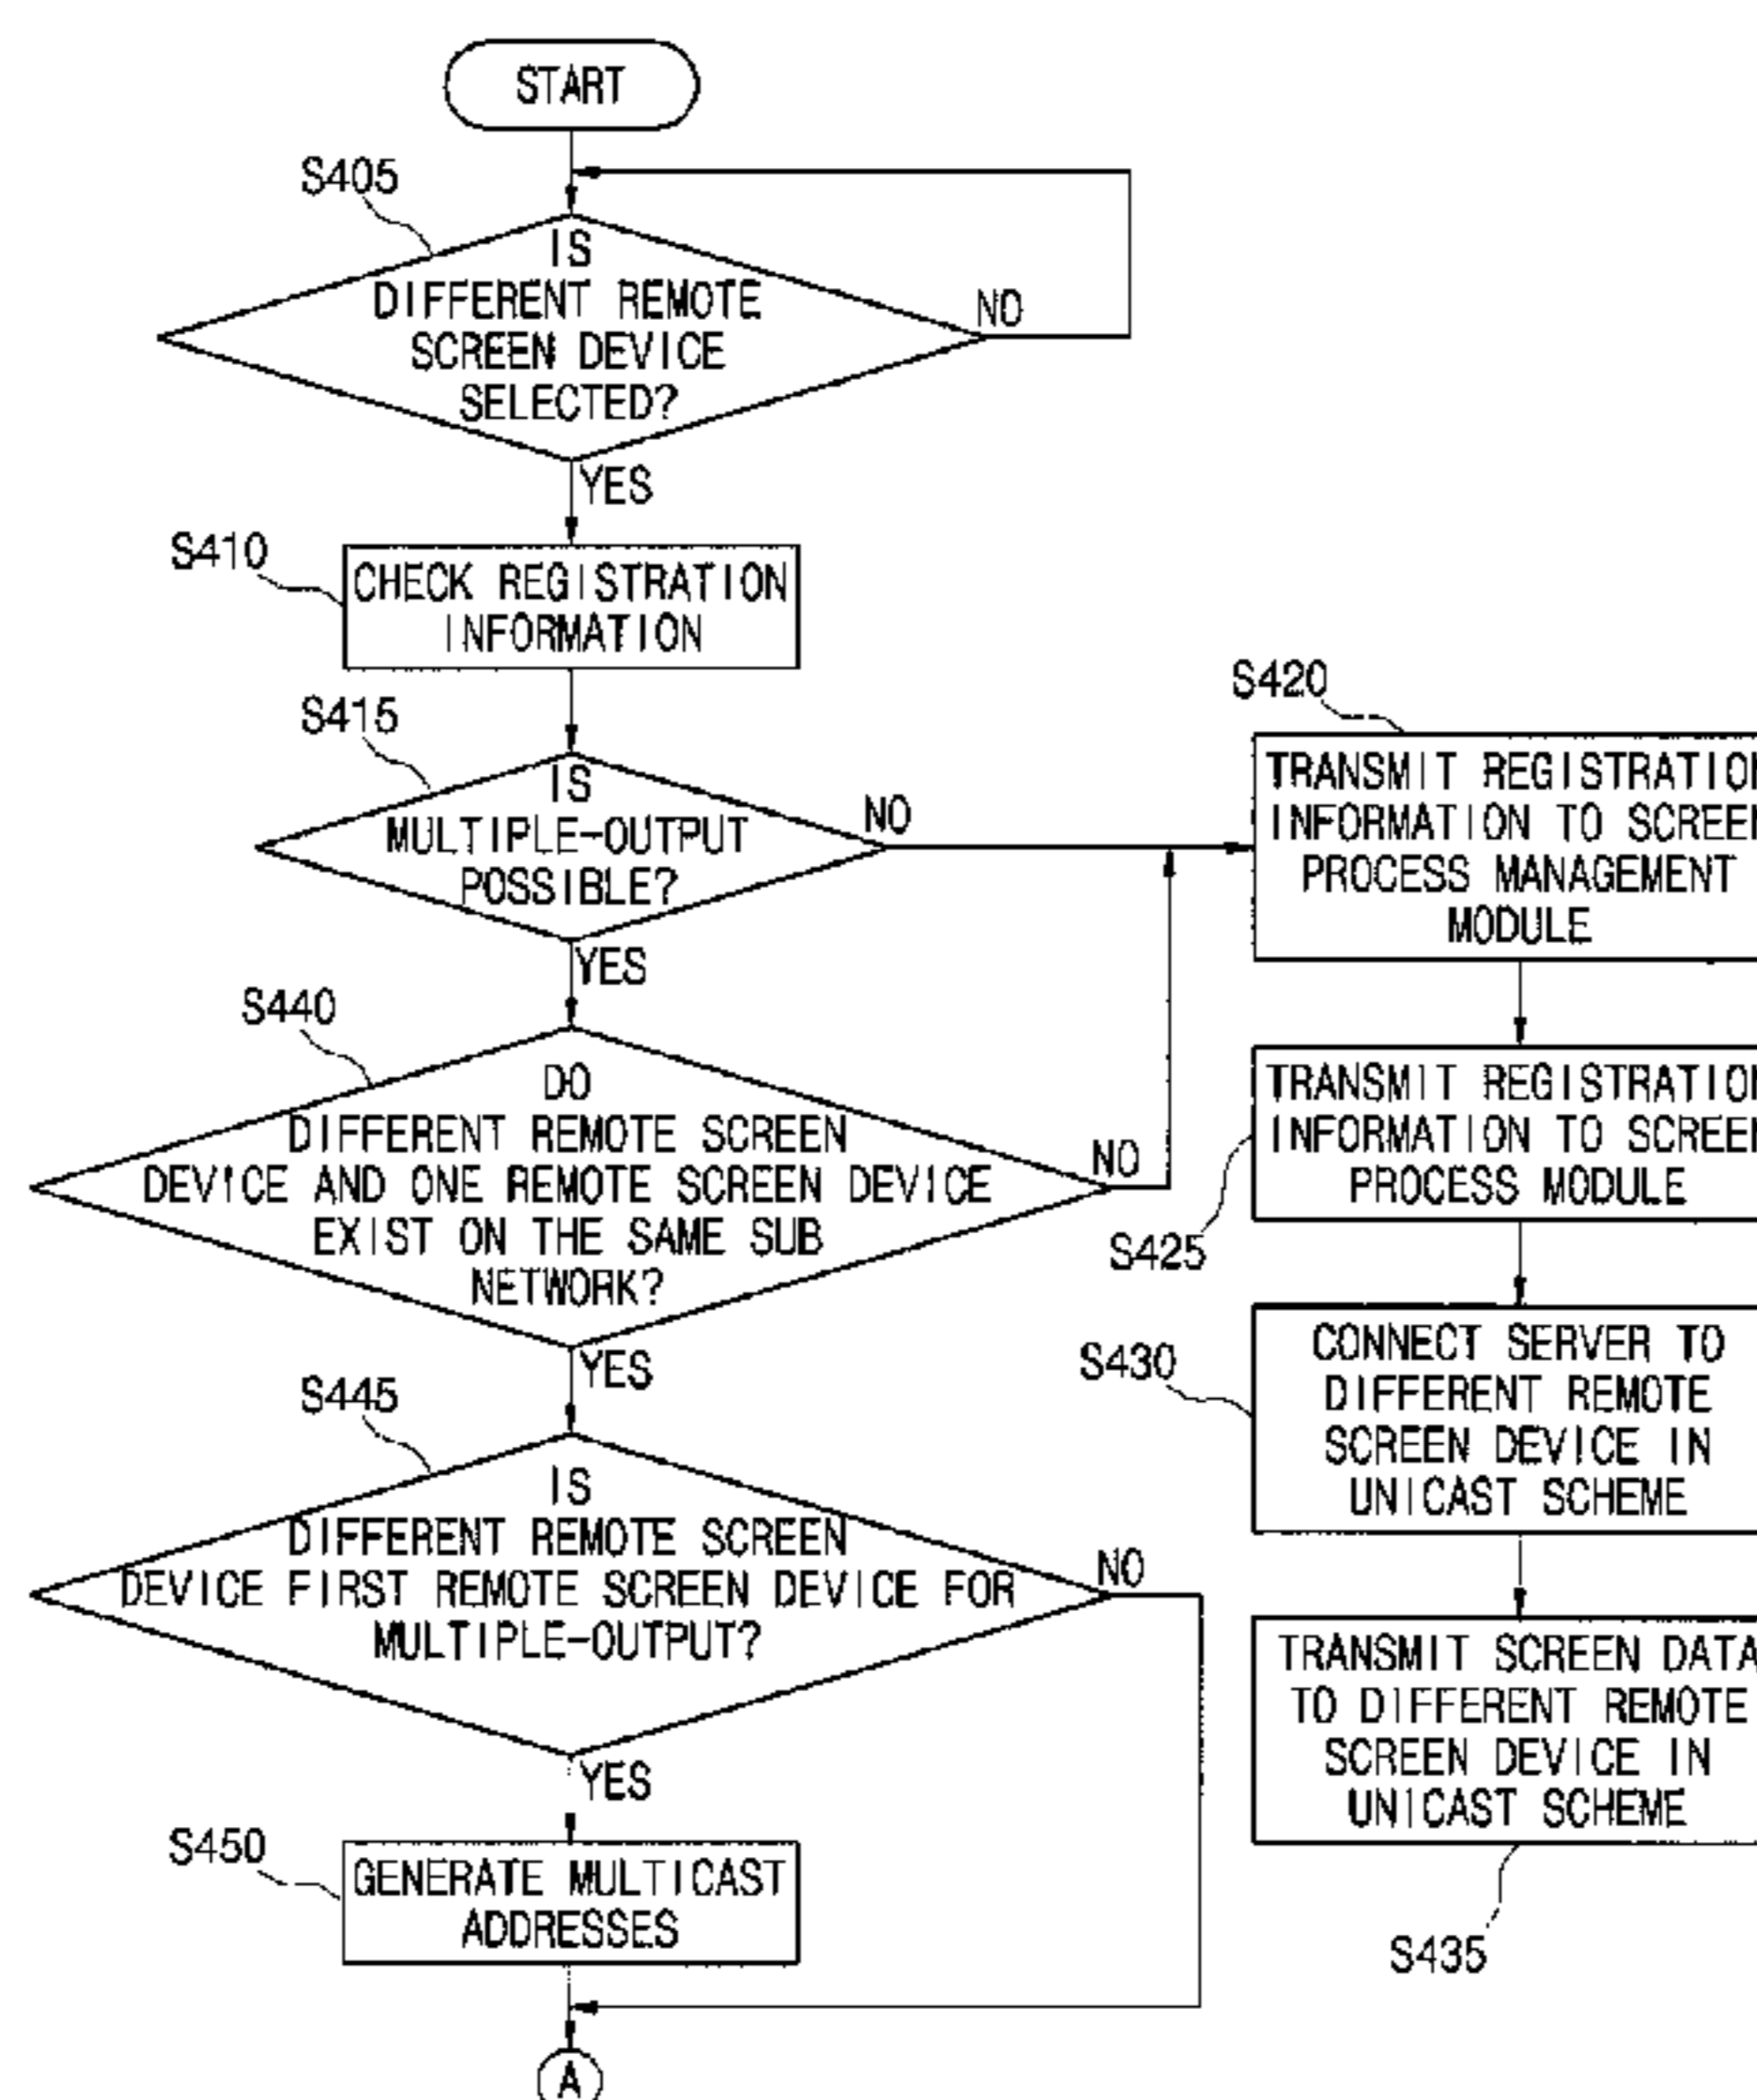 START
S405
IS
DIFFERENT REMOTE
SCREEN DEVICE
SELECTED?
NO
YES
S410
CHECK REGISTRATION
INFORMATION
S415
IS
MULTIPLE-OUTPUT
POSSIBLE?
NO
YES
S420
TRANSMIT REGISTRATION
INFORMATION TO SCREEN
PROCESS MANAGEMENT
MODULE
S440
DO
DIFFERENT REMOTE SCREEN
DEVICE AND ONE REMOTE SCREEN DEVICE
EXIST ON THE SAME SUB
NETWORK?
NO
YES
S425
TRANSMIT REGISTRATION
INFORMATION TO SCREEN
PROCESS MODULE
S430
CONNECT SERVER TO
DIFFERENT REMOTE
SCREEN DEVICE IN
UNICAST SCHEME
S445
IS
DIFFERENT REMOTE SCREEN
DEVICE FIRST REMOTE SCREEN DEVICE FOR
MULTIPLE-OUTPUT?
NO
YES
TRANSMIT SCREEN DATA
TO DIFFERENT REMOTE
SCREEN DEVICE IN
UNICAST SCHEME
S435
S450
GENERATE MULTICAST
ADDRESSES
A